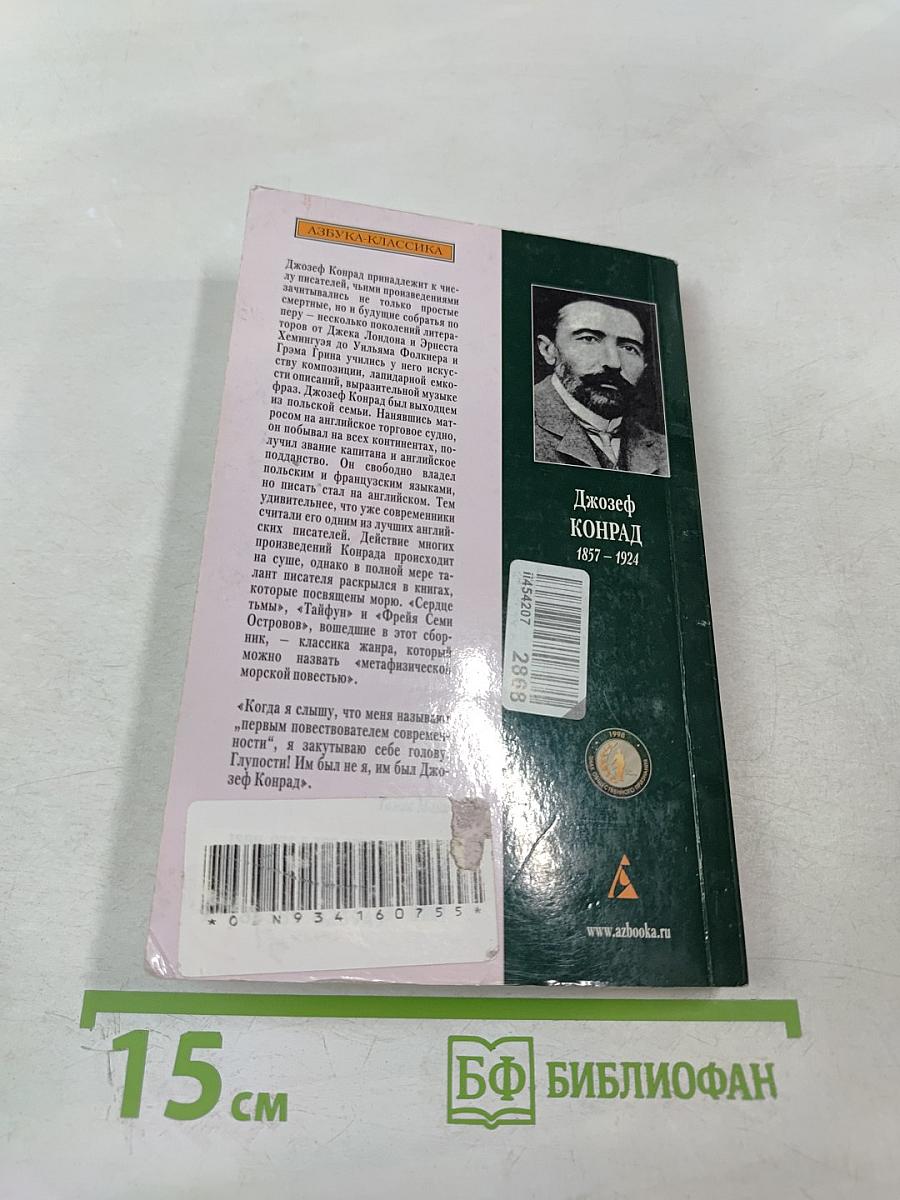 АЗБУКА-КЛАССИКА
Джозеф Конрад принадлежит к чис-
лу писателей, чьими произведениями
зачитывались не только простые
смертные, но и будущие собратья по
перу — несколько поколений литера-
торов от Джека Лондона и Эрнеста
Хемингуэя до Уильяма Фолкнера и
Грэма Грина учились у него искус-
ству композиции, лапидарной емко-
сти описаний, выразительной музыке
фраз. Джозеф Конрад был выходцем
из польской семьи. Нанявшись мат-
росом на английское торговое судно,
он побывал на всех континентах, по-
лучил звание капитана и английское
подданство. Он свободно владел
польским и французским языками,
но писать стал на английском. Тем
удивительнее, что уже современники
считали его одним из лучших англий-
ских писателей. Действие многих
произведений Конрада происходит
на суше, однако в полной мере та-
лант писателя раскрылся в книгах,
которые посвящены морю. «Сердце
тьмы», «Тайфун» и «Фрейя Семи
Островов», вошедшие в этот сбор-
ник, — классика жанра, который
можно назвать «метафизической
морской повестью».
«Когда я слышу, что меня называют
„первым повествователем современ-
ности“, я закутываю себе голову.
Глупости! Им был не я, им был Джо-
зеф Конрад».
*0 N934160755*
Джозеф
КОНРАД
1857 – 1924
ii454207
2868
1998
ЗНАК ОБЩЕСТВЕННОГО ПРИЗНАНИЯ
www.azbooka.ru
15 см
БФ БИБЛИОФАН